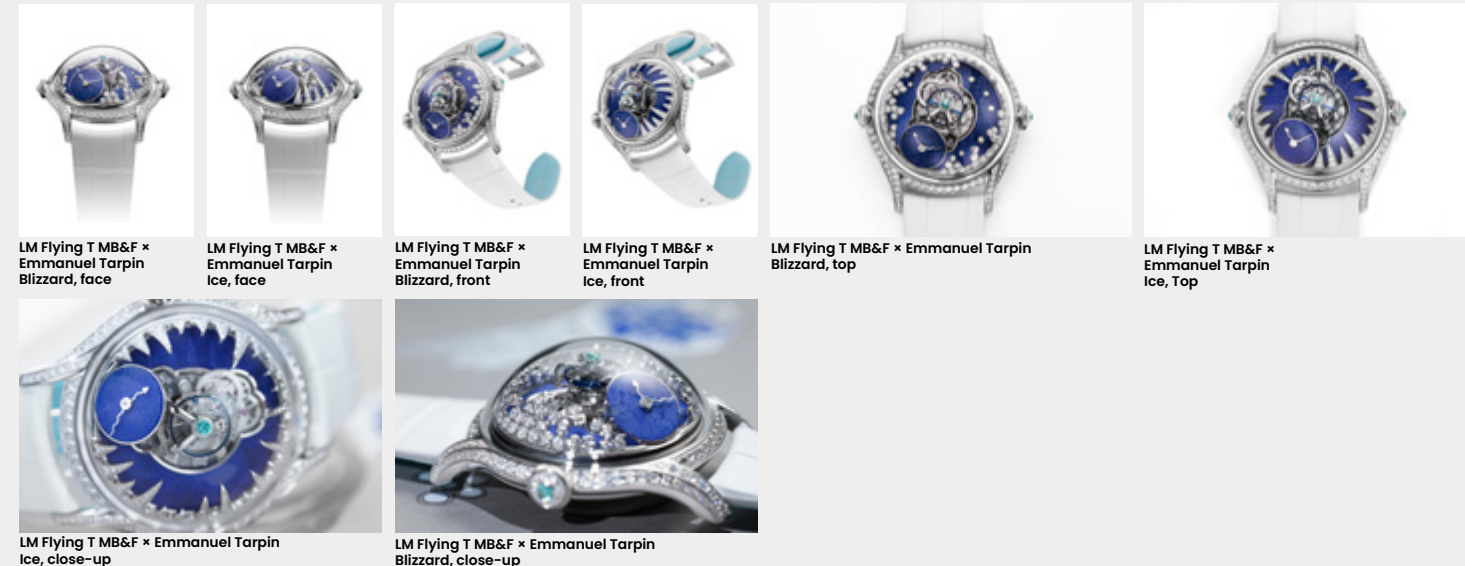 LM Flying T MB&F ×
Emmanuel Tarpin
Blizzard, face
LM Flying T MB&F ×
Emmanuel Tarpin
Ice, face
LM Flying T MB&F ×
Emmanuel Tarpin
Blizzard, front
LM Flying T MB&F ×
Emmanuel Tarpin
Ice, front
LM Flying T MB&F × Emmanuel Tarpin
Blizzard, top
LM Flying T MB&F ×
Emmanuel Tarpin
Ice, Top
LM Flying T MB&F × Emmanuel Tarpin
Ice, close-up
LM Flying T MB&F × Emmanuel Tarpin
Blizzard, close-up